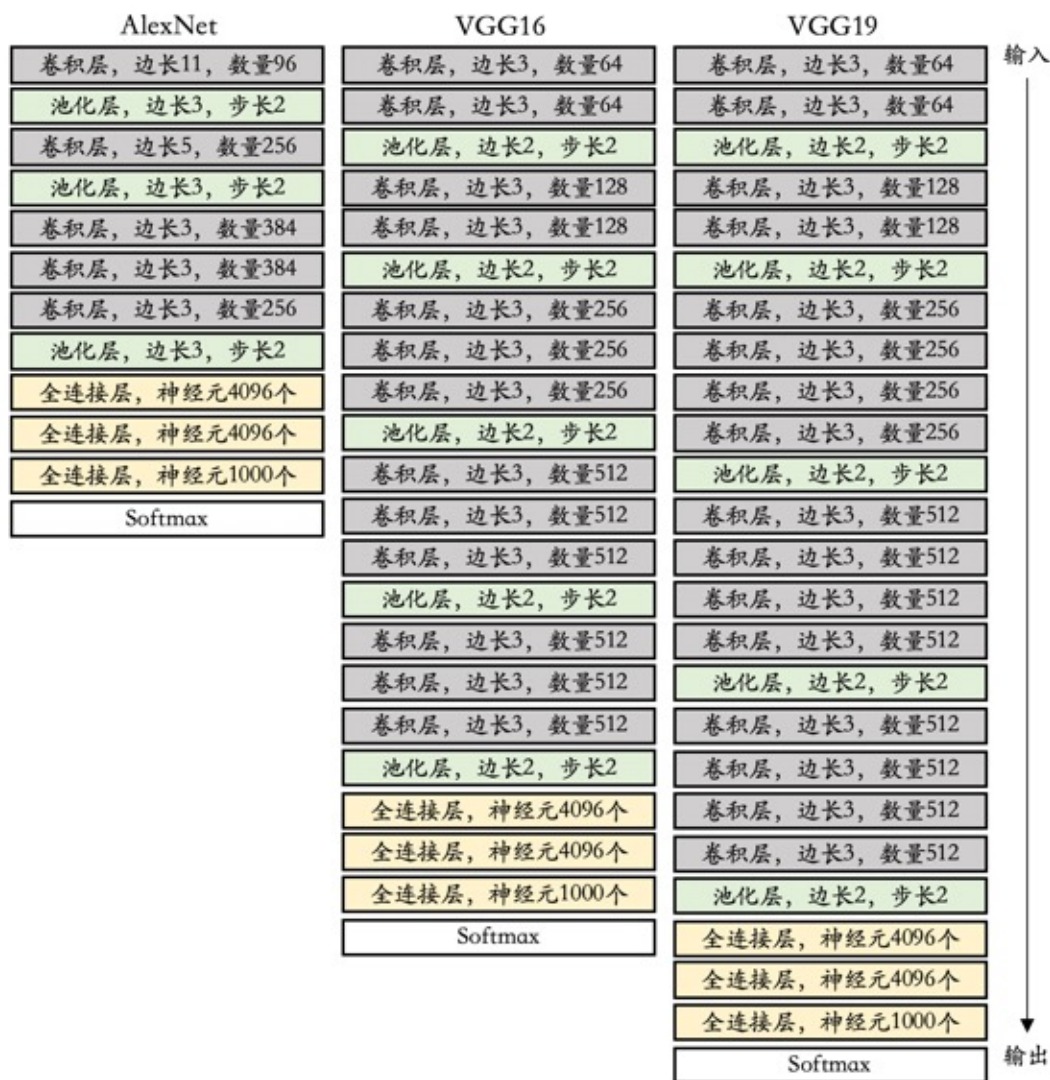 AlexNet
卷积层，边长11，数量96
池化层，边长3，步长2
卷积层，边长5，数量256
池化层，边长3，步长2
卷积层，边长3，数量384
卷积层，边长3，数量384
卷积层，边长3，数量256
池化层，边长3，步长2
全连接层，神经元4096个
全连接层，神经元4096个
全连接层，神经元1000个
Softmax
VGG16
卷积层，边长3，数量64
卷积层，边长3，数量64
池化层，边长2，步长2
卷积层，边长3，数量128
卷积层，边长3，数量128
池化层，边长2，步长2
卷积层，边长3，数量256
卷积层，边长3，数量256
卷积层，边长3，数量256
池化层，边长2，步长2
卷积层，边长3，数量512
卷积层，边长3，数量512
卷积层，边长3，数量512
池化层，边长2，步长2
卷积层，边长3，数量512
卷积层，边长3，数量512
卷积层，边长3，数量512
池化层，边长2，步长2
全连接层，神经元4096个
全连接层，神经元4096个
全连接层，神经元1000个
Softmax
VGG19
卷积层，边长3，数量64
卷积层，边长3，数量64
池化层，边长2，步长2
卷积层，边长3，数量128
卷积层，边长3，数量128
池化层，边长2，步长2
卷积层，边长3，数量256
卷积层，边长3，数量256
卷积层，边长3，数量256
卷积层，边长3，数量256
池化层，边长2，步长2
卷积层，边长3，数量512
卷积层，边长3，数量512
卷积层，边长3，数量512
卷积层，边长3，数量512
池化层，边长2，步长2
卷积层，边长3，数量512
卷积层，边长3，数量512
卷积层，边长3，数量512
卷积层，边长3，数量512
池化层，边长2，步长2
全连接层，神经元4096个
全连接层，神经元4096个
全连接层，神经元1000个
Softmax
输入
输出